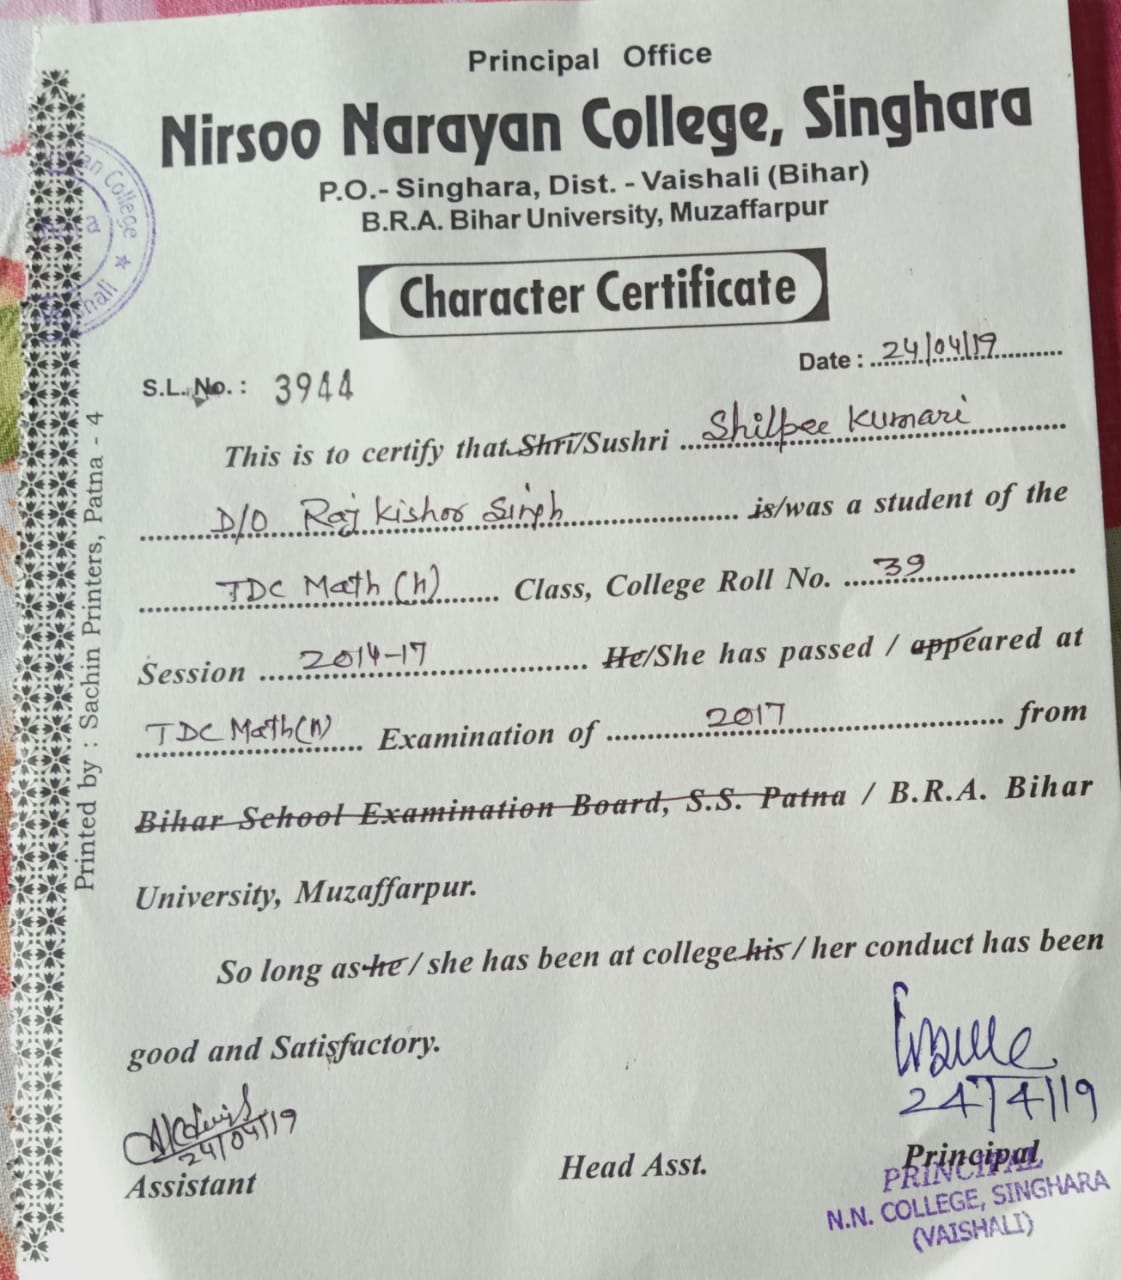 Principal Office
Nirsoo Narayan College, Singhara
P.O.- Singhara, Dist. - Vaishali (Bihar)
B.R.A. Bihar University, Muzaffarpur
Character Certificate
Date : 24/04/19
S.L. No. : 3944
This is to certify that Shri/Sushri Shilpee Kumari
D/O Raj Kishor Singh is/was a student of the
TDC Math (h) Class, College Roll No. 39
Session 2014-17 He/She has passed / appeared at
TDC Math(h) Examination of 2017 from
Bihar School Examination Board, S.S. Patna / B.R.A. Bihar
University, Muzaffarpur.
So long as he / she has been at college his / her conduct has been
good and Satisfactory.
24/4/19
24/04/19
Assistant
Head Asst.
Principal
PRINCIPAL
N.N. COLLEGE, SINGHARA
(VAISHALI)
Printed by : Sachin Printers, Patna - 4
College